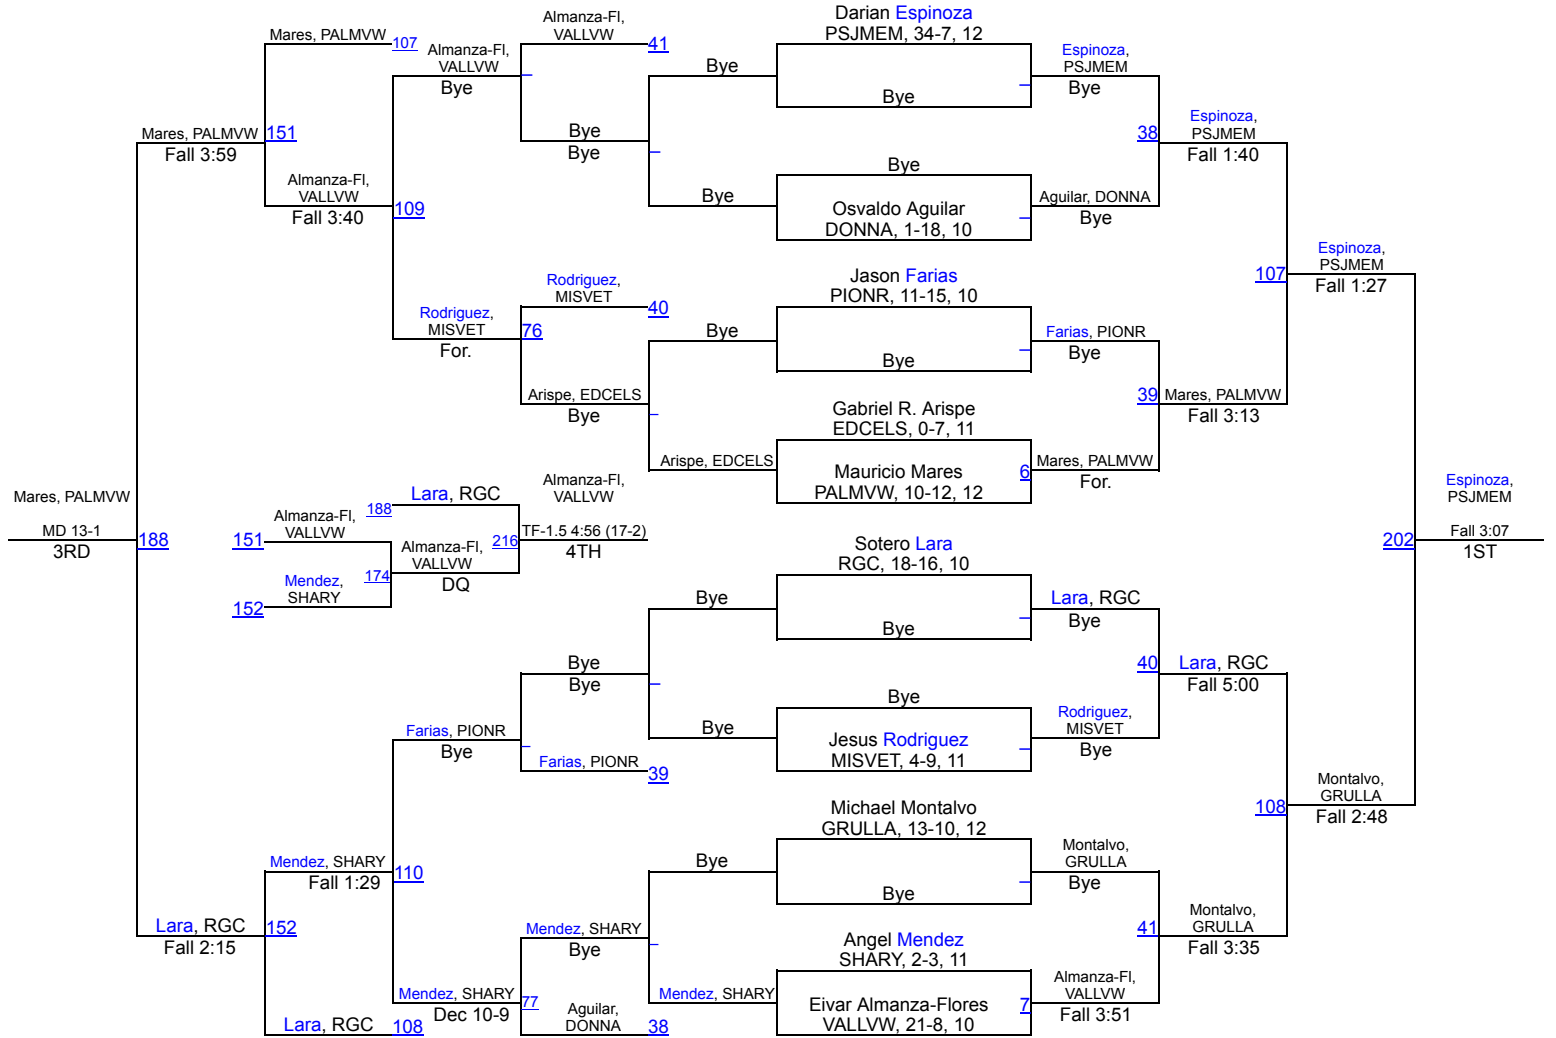 Mares, PALMVW
MD 13-1
3RD
188
Mares, PALMVW
Fall 3:59
151
Mares, PALMVW
107
Almanza-Fl,
VALLVW
Fall 3:40
109
Almanza-Fl,
VALLVW
Bye
Almanza-Fl,
VALLVW
41
Bye
Bye
Bye
Bye
Rodriguez,
MISVET
For.
76
Rodriguez,
MISVET
40
Arispe, EDCELS
Bye
Bye
Arispe, EDCELS
151
Almanza-Fl,
VALLVW
152
Mendez,
SHARY
174
188
Lara, RGC
Almanza-Fl,
VALLVW
DQ
216
Almanza-Fl,
VALLVW
TF-1.5 4:56 (17-2)
4TH
Bye
Bye
Bye
Bye
Farias, PIONR
Bye
Farias, PIONR
39
Mendez, SHARY
Fall 1:29
110
Lara, RGC
Fall 2:15
152
Lara, RGC
108
Mendez, SHARY
Dec 10-9
77
Mendez, SHARY
Bye
Aguilar,
DONNA
38
Bye
Mendez, SHARY
Darian Espinoza
PSJMEM, 34-7, 12
Bye
Bye
Osvaldo Aguilar
DONNA, 1-18, 10
Jason Farias
PIONR, 11-15, 10
Bye
Gabriel R. Arispe
EDCELS, 0-7, 11
Mauricio Mares
PALMVW, 10-12, 12
6
Sotero Lara
RGC, 18-16, 10
Bye
Bye
Jesus Rodriguez
MISVET, 4-9, 11
Michael Montalvo
GRULLA, 13-10, 12
Bye
Angel Mendez
SHARY, 2-3, 11
Eivar Almanza-Flores
VALLVW, 21-8, 10
7
Espinoza,
PSJMEM
Bye
Aguilar, DONNA
Bye
38
Espinoza,
PSJMEM
Fall 1:40
Farias, PIONR
Bye
Mares, PALMVW
For.
39
Mares, PALMVW
Fall 3:13
107
Espinoza,
PSJMEM
Fall 1:27
Lara, RGC
Bye
Rodriguez,
MISVET
Bye
40
Lara, RGC
Fall 5:00
Montalvo,
GRULLA
Bye
Almanza-Fl,
VALLVW
Fall 3:51
41
Montalvo,
GRULLA
Fall 3:35
108
Montalvo,
GRULLA
Fall 2:48
202
Espinoza,
PSJMEM
Fall 3:07
1ST